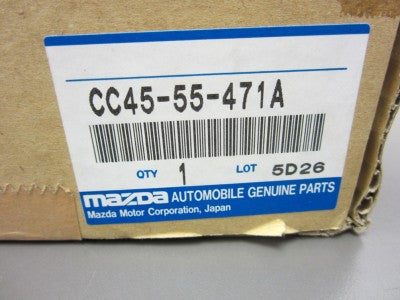 CC45-55-471A
QTY 1 LOT 5D26
mazda AUTOMOBILE GENUINE PARTS
Mazda Motor Corporation, Japan